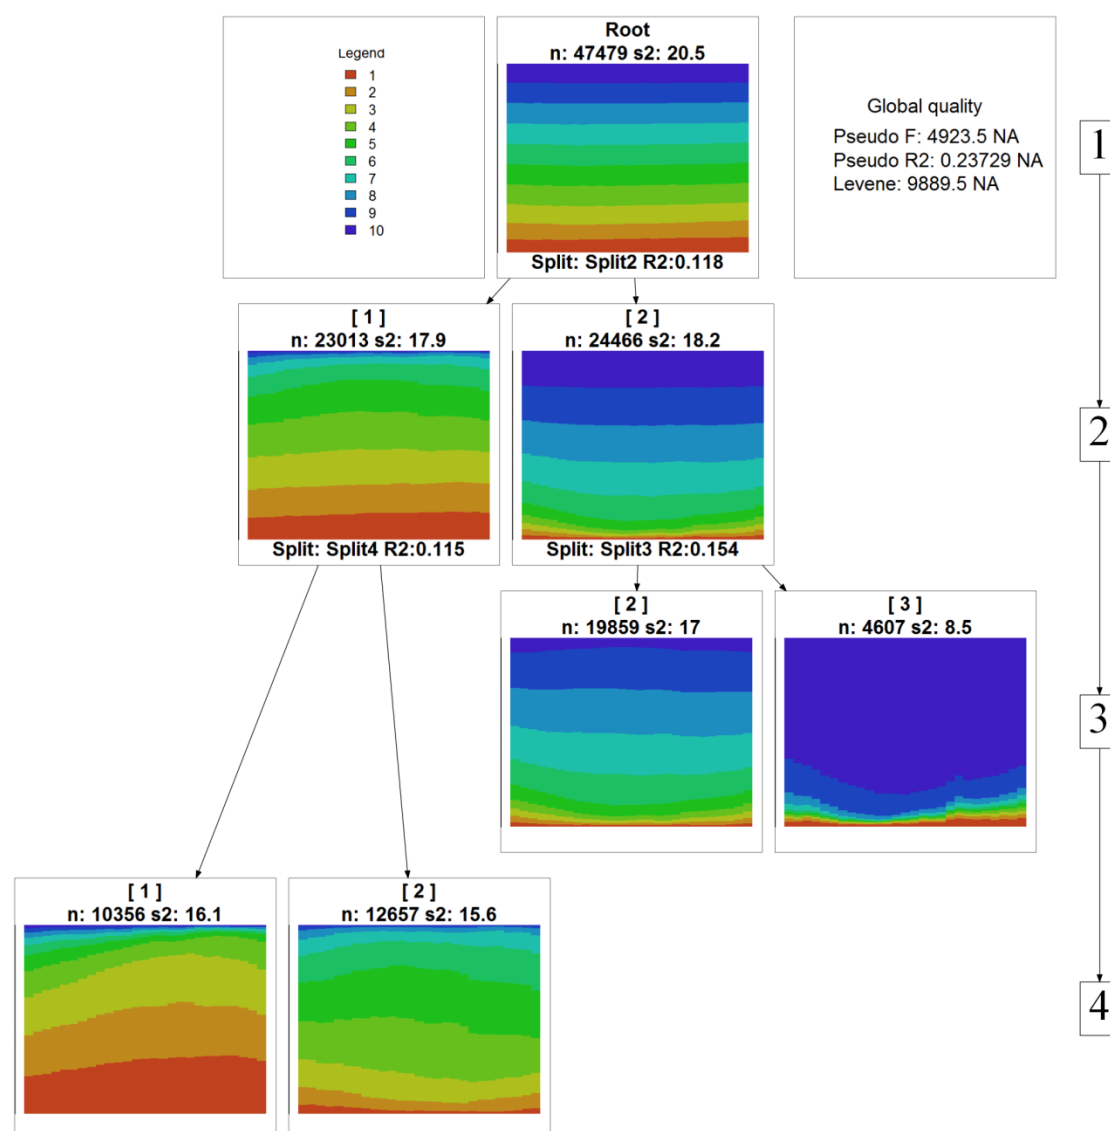 Legend
1
2
3
4
5
6
7
8
9
10
Root
n: 47479 s2: 20.5
Split: Split2 R2:0.118
Global quality
Pseudo F: 4923.5 NA
Pseudo R2: 0.23729 NA
Levene: 9889.5 NA
1
[ 1 ]
n: 23013 s2: 17.9
Split: Split4 R2:0.115
[ 2 ]
n: 24466 s2: 18.2
Split: Split3 R2:0.154
2
[ 2 ]
n: 19859 s2: 17
[ 3 ]
n: 4607 s2: 8.5
3
[ 1 ]
n: 10356 s2: 16.1
[ 2 ]
n: 12657 s2: 15.6
4